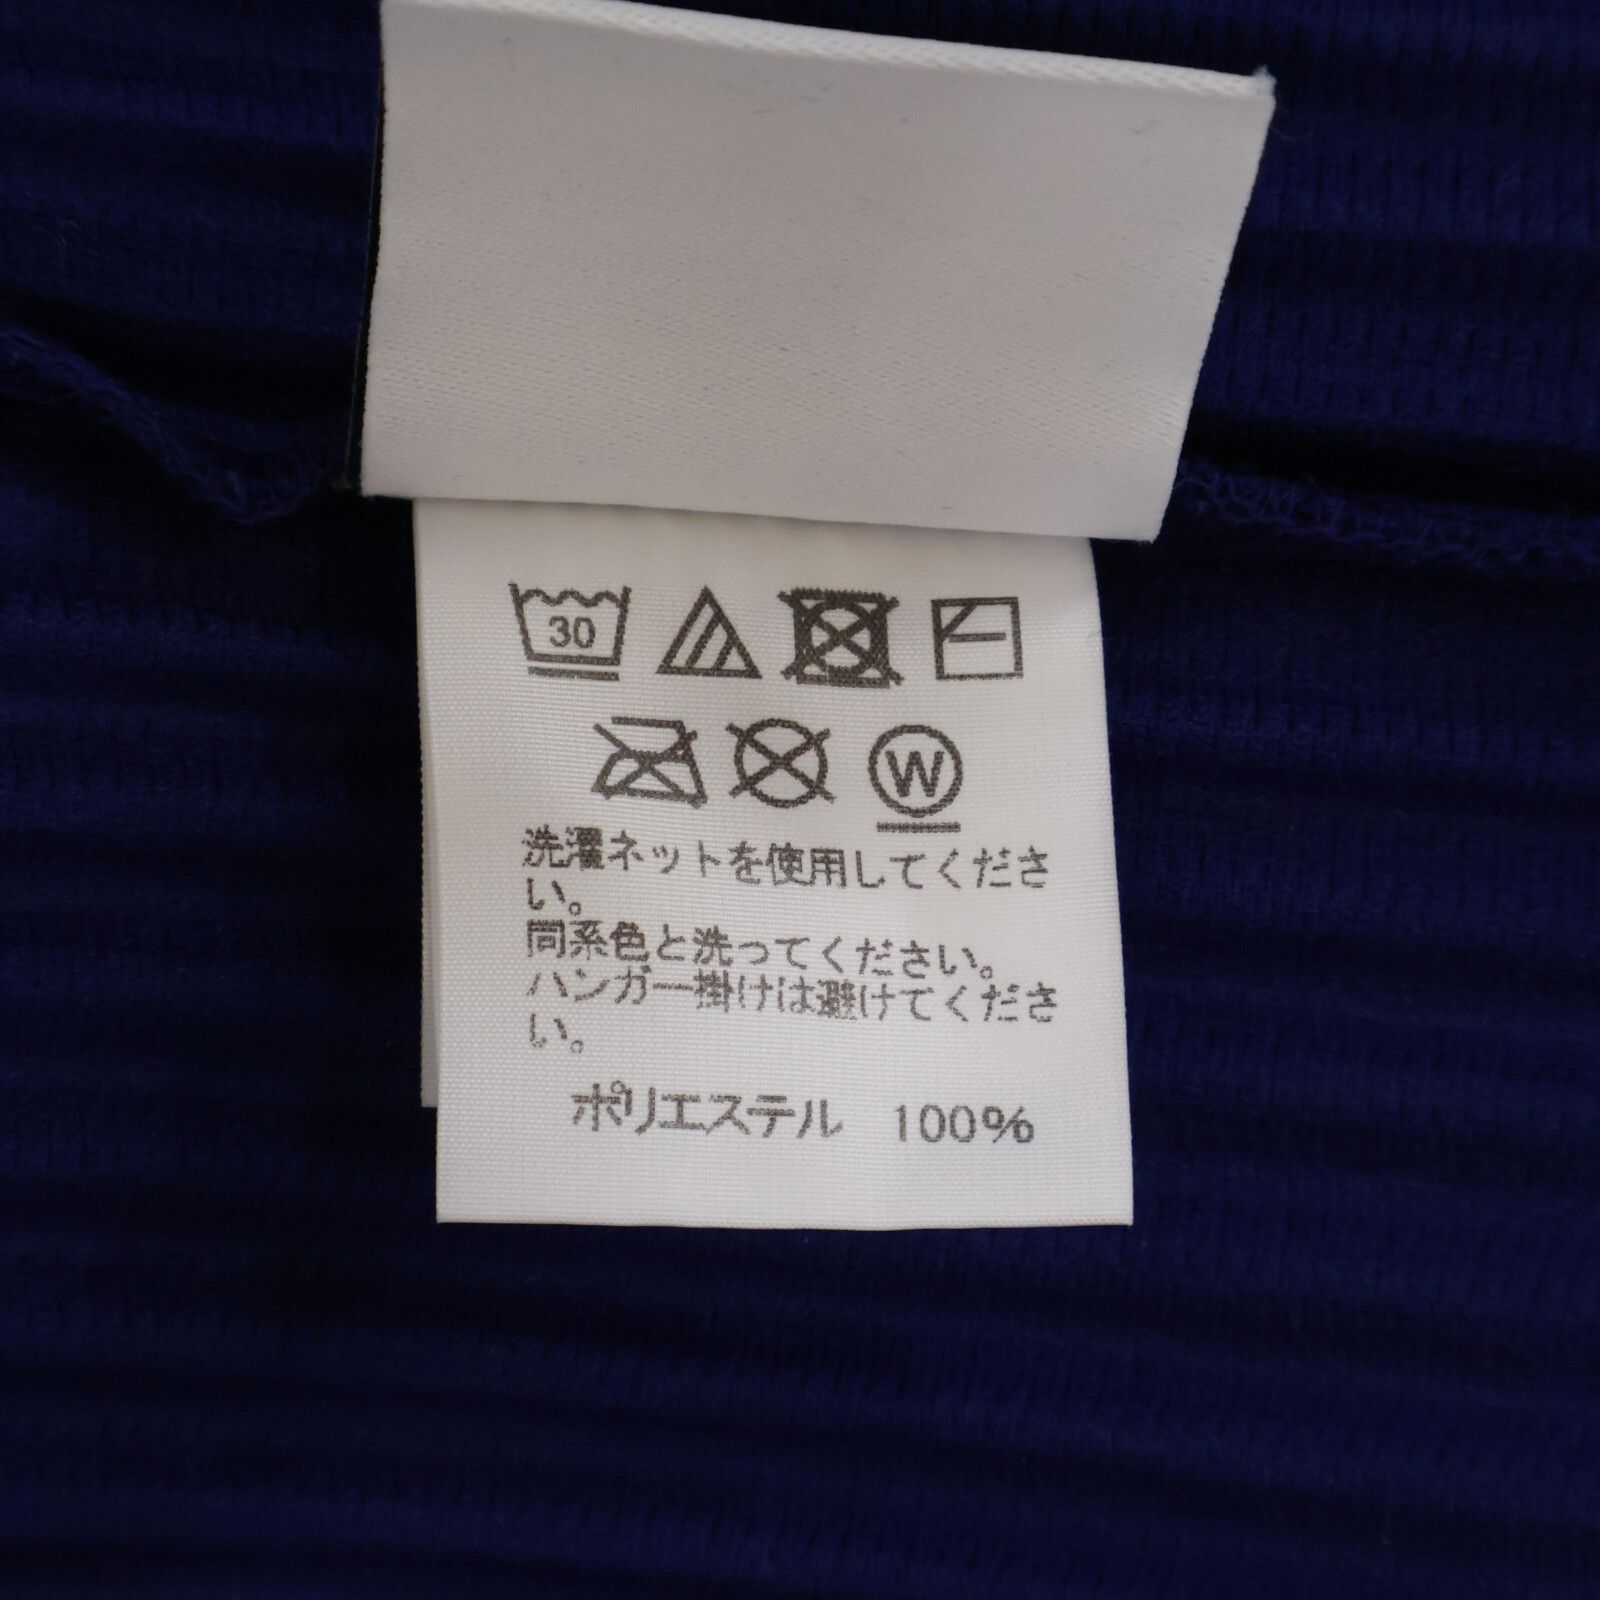 30
W
洗濯ネットを使用してくださ
い。
同系色と洗ってください。
ハンガー掛けは避けてくださ
い。
ポリエステル 100%